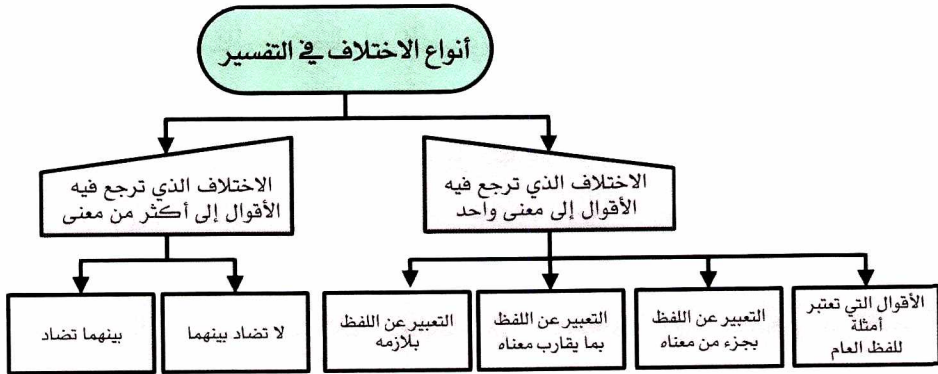 أنواع الاختلاف في التفسير
الاختلاف الذي ترجع فيه
الأقوال إلى معنى واحد
الاختلاف الذي ترجع فيه
الأقوال إلى أكثر من معنى
الأقوال التي تعتبر
أمثلة
للفظ العام
التعبير عن اللفظ
بجزء من معناه
التعبير عن اللفظ
بما يقارب معناه
التعبير عن اللفظ
بلازمه
لا تضاد بينهما
بينهما تضاد